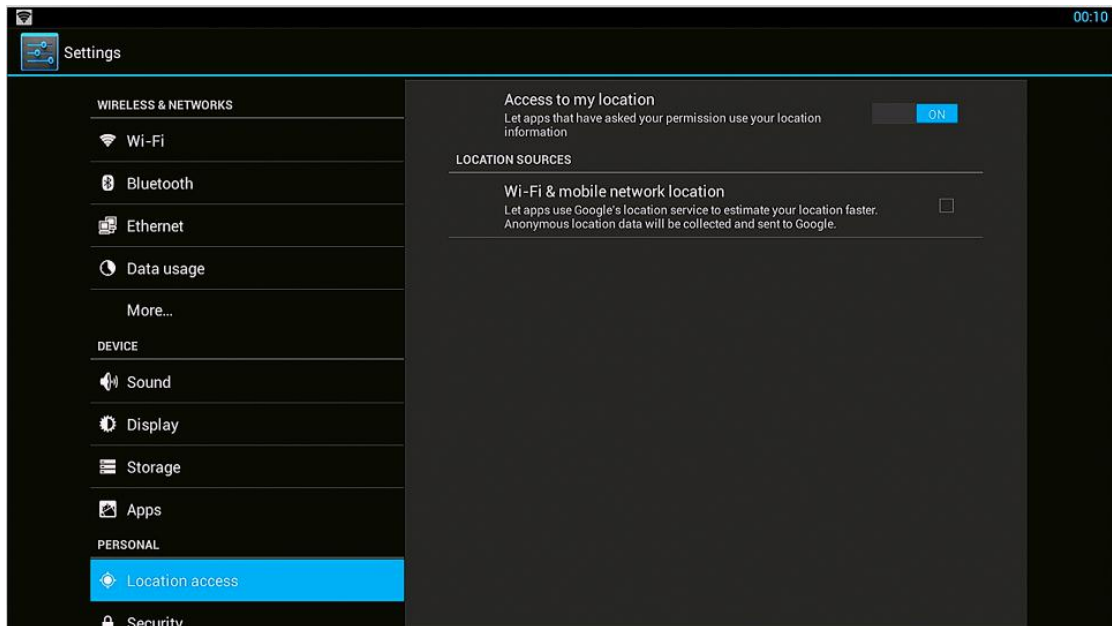 00:10
Settings
WIRELESS & NETWORKS
Wi-Fi
Bluetooth
Ethernet
Data usage
More...
DEVICE
Sound
Display
Storage
Apps
PERSONAL
Location access
Security
Access to my location
Let apps that have asked your permission use your location
information
ON
LOCATION SOURCES
Wi-Fi & mobile network location
Let apps use Google's location service to estimate your location faster.
Anonymous location data will be collected and sent to Google.